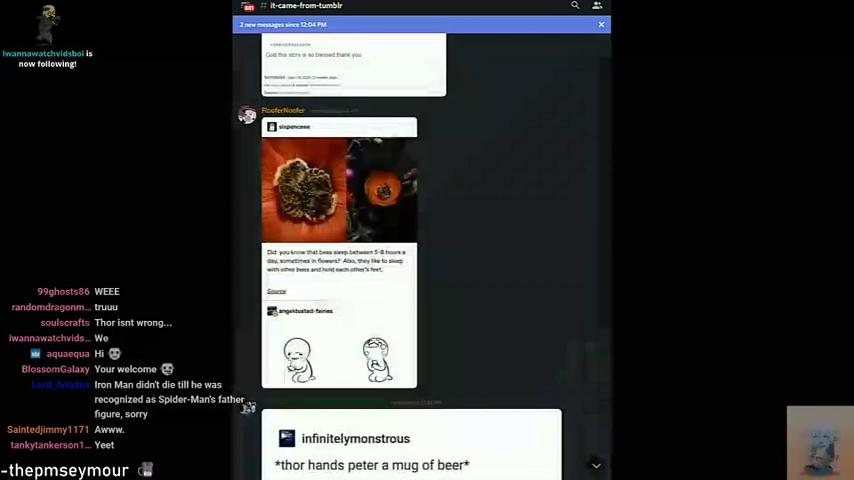 # it-came-from-tumblr
2 new messages since 12:04 PM
Iwannawatchvidsboi is
now following!
God this story is so blessed thank you
RooferNoofer
sixpenceee
Did you know that bees sleep between 5-8 hours a
day, sometimes in flowers? Also, they like to sleep
with other bees and hold each other's feet.
Source
angeldusted-fairies
99ghosts86 WEEE
randomdragonm... truuu
soulscrafts Thor isnt wrong...
iwannawatchvids... We
aquaequa Hi
BlossomGalaxy Your welcome
Lord_Ariados Iron Man didn't die till he was
recognized as Spider-Man's father
figure, sorry
Saintedjimmy1171 Awww.
tankytankerson1... Yeet
-thepmseymour
infinitelymonstrous
*thor hands peter a mug of beer*